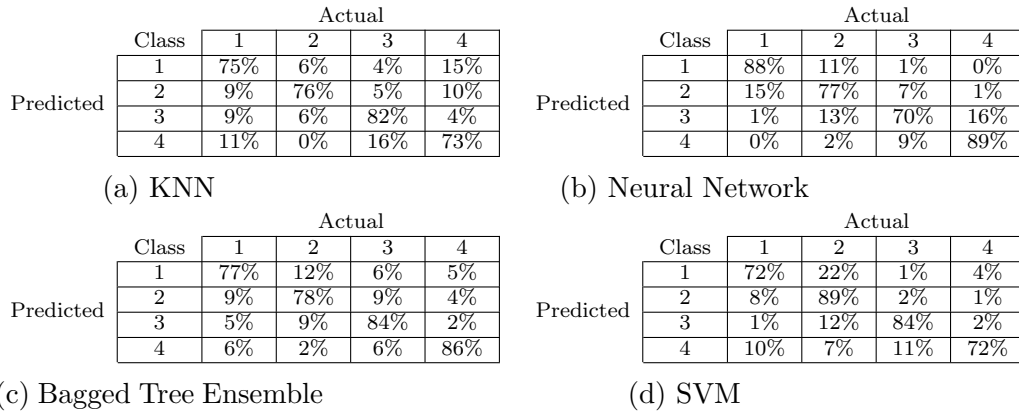 Actual Actual
Class 1 2 3 4 Class 1 2 3 4
1 75% 6% 4% 15% 1 88% 11% 1% 0%
2 9% 76% 5% 10% 2 15% 77% 7% 1%
Predicted Predicted
3 9% 6% 82% 4% 3 1% 13% 70% 16%
4 11% 0% 16% 73% 4 0% 2% 9% 89%
(a) KNN (b) Neural Network
Actual Actual
Class 1 2 3 4 Class 1 2 3 4
1 77% 12% 6% 5% 1 72% 22% 1% 4%
2 9% 78% 9% 4% 2 8% 89% 2% 1%
Predicted Predicted
3 5% 9% 84% 2% 3 1% 12% 84% 2%
4 6% 2% 6% 86% 4 10% 7% 11% 72%
(c) Bagged Tree Ensemble (d) SVM